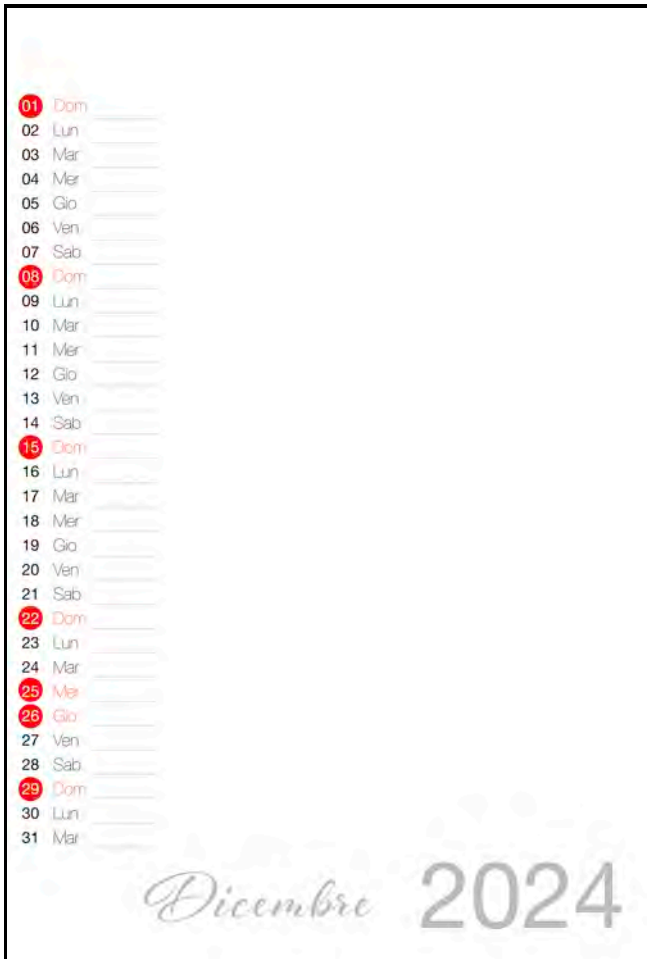 01 Dom
02 Lun
03 Mar
04 Mer
05 Gio
06 Ven
07 Sab
08 Dom
09 Lun
10 Mar
11 Mer
12 Gio
13 Ven
14 Sab
15 Dom
16 Lun
17 Mar
18 Mer
19 Gio
20 Ven
21 Sab
22 Dom
23 Lun
24 Mar
25 Mer
26 Gio
27 Ven
28 Sab
29 Dom
30 Lun
31 Mar
Dicembre 2024